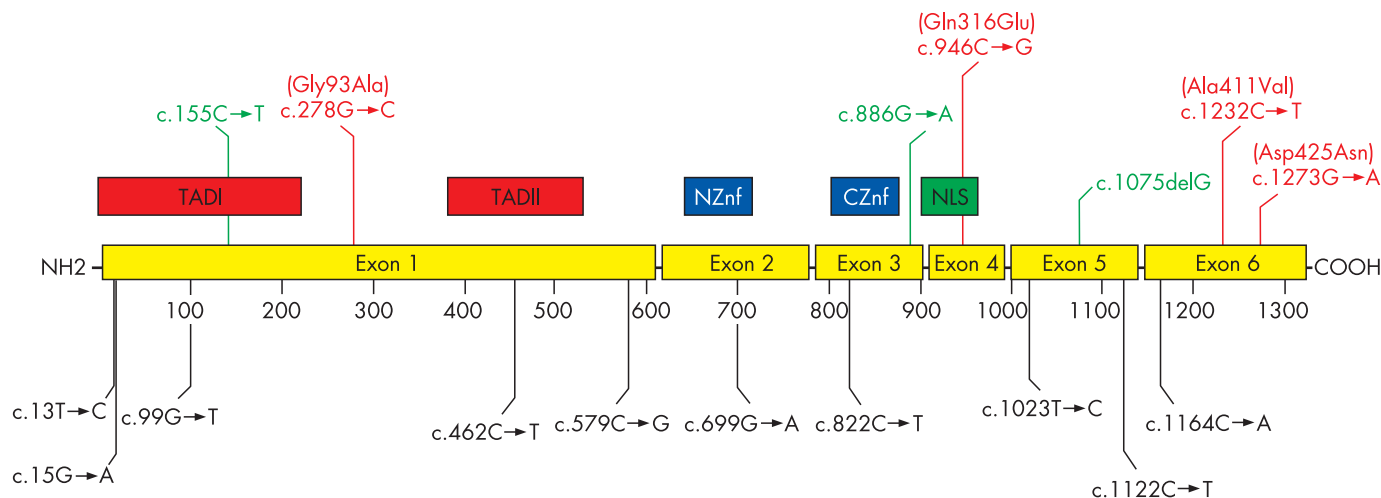 (Gln316Glu)
c.946C→G
(Gly93Ala)
c.278G→C
(Ala411Val)
c.1232C→T
c.155C→T
c.886G→A
(Asp425Asn)
c.1273G→A
c.1075delG
TADI
TADII
NZnf
CZnf
NLS
NH2
Exon 1
Exon 2
Exon 3
Exon 4
Exon 5
Exon 6
COOH
100 200 300 400 500 600 700 800 900 1000 1100 1200 1300
c.13T→C
c.99G→T
c.462C→T
c.579C→G
c.699G→A
c.822C→T
c.1023T→C
c.1164C→A
c.15G→A
c.1122C→T